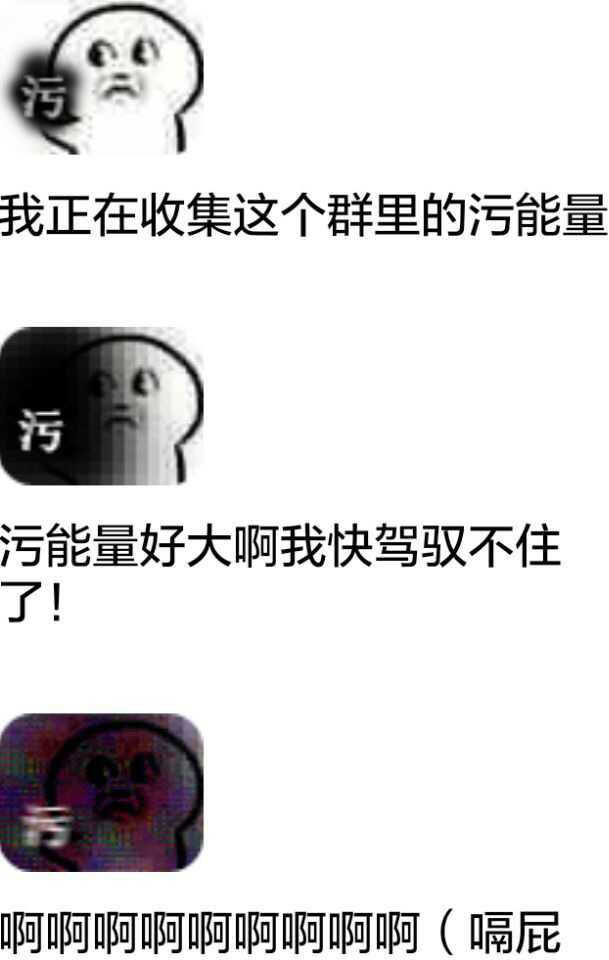 污
我正在收集这个群里的污能量
污
污能量好大啊我快驾驭不住
了！
污
啊啊啊啊啊啊啊啊啊（嗝屁